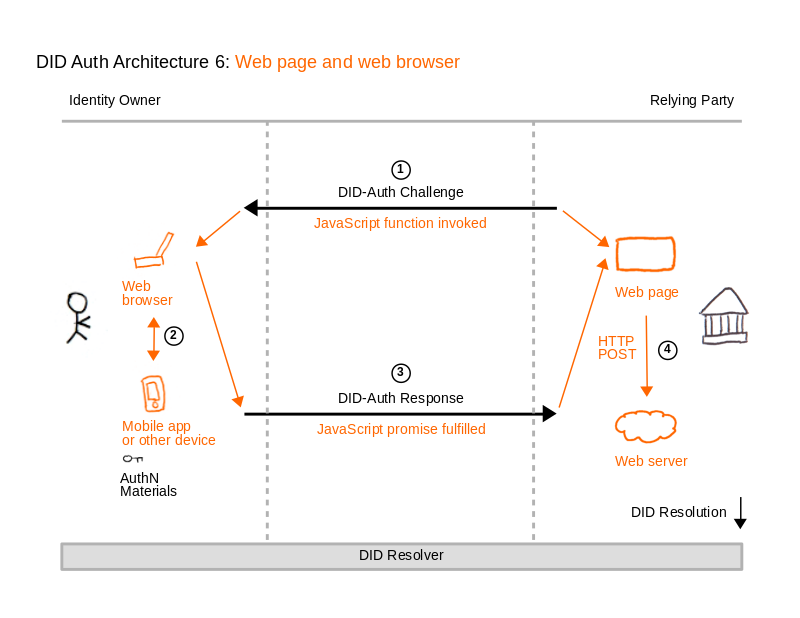 DID Auth Architecture 6: Web page and web browser
Identity Owner
Relying Party
1
DID-Auth Challenge
JavaScript function invoked
Web
browser
2
Mobile app
or other device
AuthN
Materials
3
DID-Auth Response
JavaScript promise fulfilled
Web page
HTTP
POST
4
Web server
DID Resolution
DID Resolver